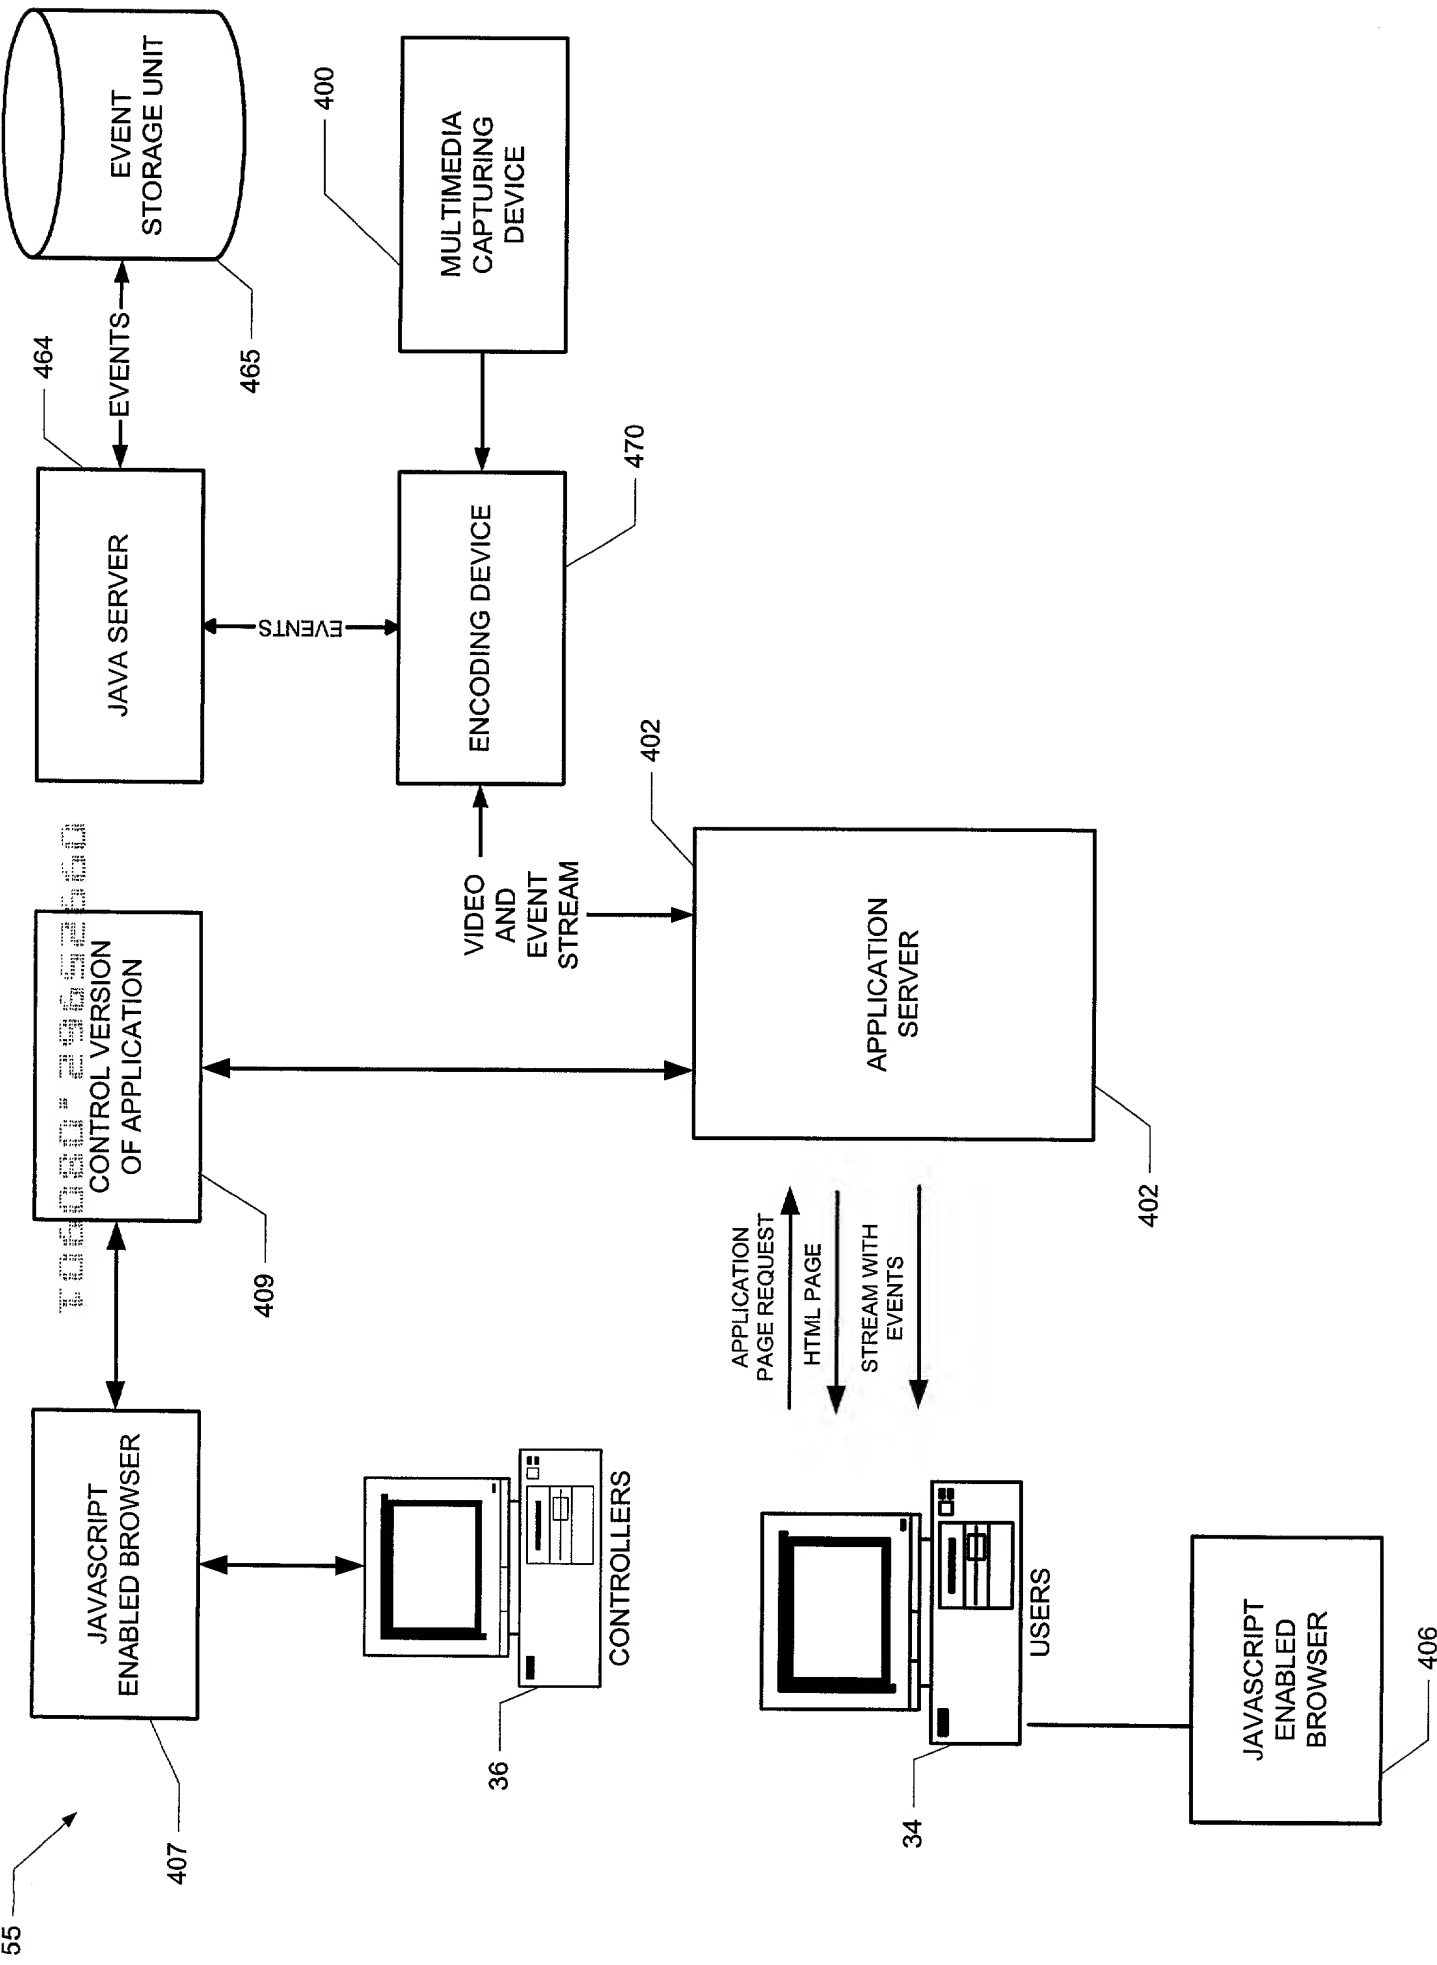 55
407
JAVASCRIPT
ENABLED BROWSER
409
CONTROL VERSION
OF APPLICATION
JAVA SERVER
464
EVENTS
465
EVENT
STORAGE UNIT
36
CONTROLLERS
VIDEO
AND
EVENT
STREAM
EVENTS
ENCODING DEVICE
470
400
MULTIMEDIA
CAPTURING
DEVICE
34
USERS
APPLICATION
PAGE REQUEST
HTML PAGE
STREAM WITH
EVENTS
402
APPLICATION
SERVER
402
JAVASCRIPT
ENABLED
BROWSER
406